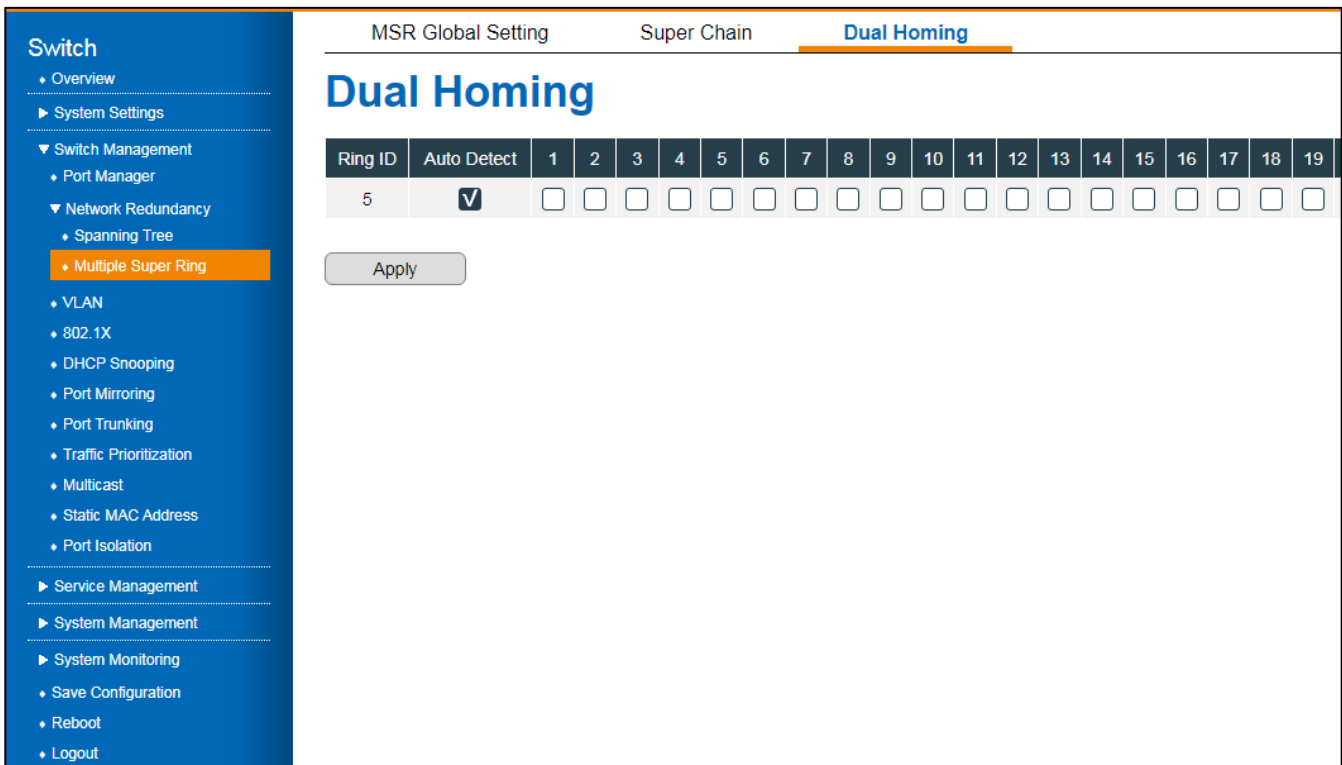 Switch
Overview
System Settings
Switch Management
Port Manager
Network Redundancy
Spanning Tree
Multiple Super Ring
VLAN
802.1X
DHCP Snooping
Port Mirroring
Port Trunking
Traffic Prioritization
Multicast
Static MAC Address
Port Isolation
Service Management
System Management
System Monitoring
Save Configuration
Reboot
Logout
MSR Global Setting Super Chain Dual Homing
Dual Homing
Ring ID Auto Detect 1 2 3 4 5 6 7 8 9 10 11 12 13 14 15 16 17 18 19
5
Apply